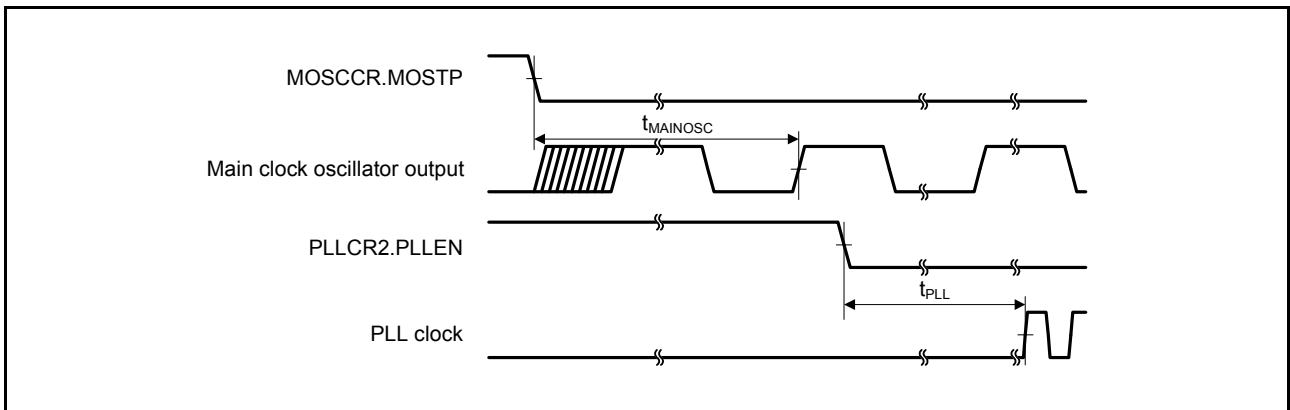 MOSCCR.MOSTP
tMAINOSC
Main clock oscillator output
PLLCR2.PLLEN
tPLL
PLL clock